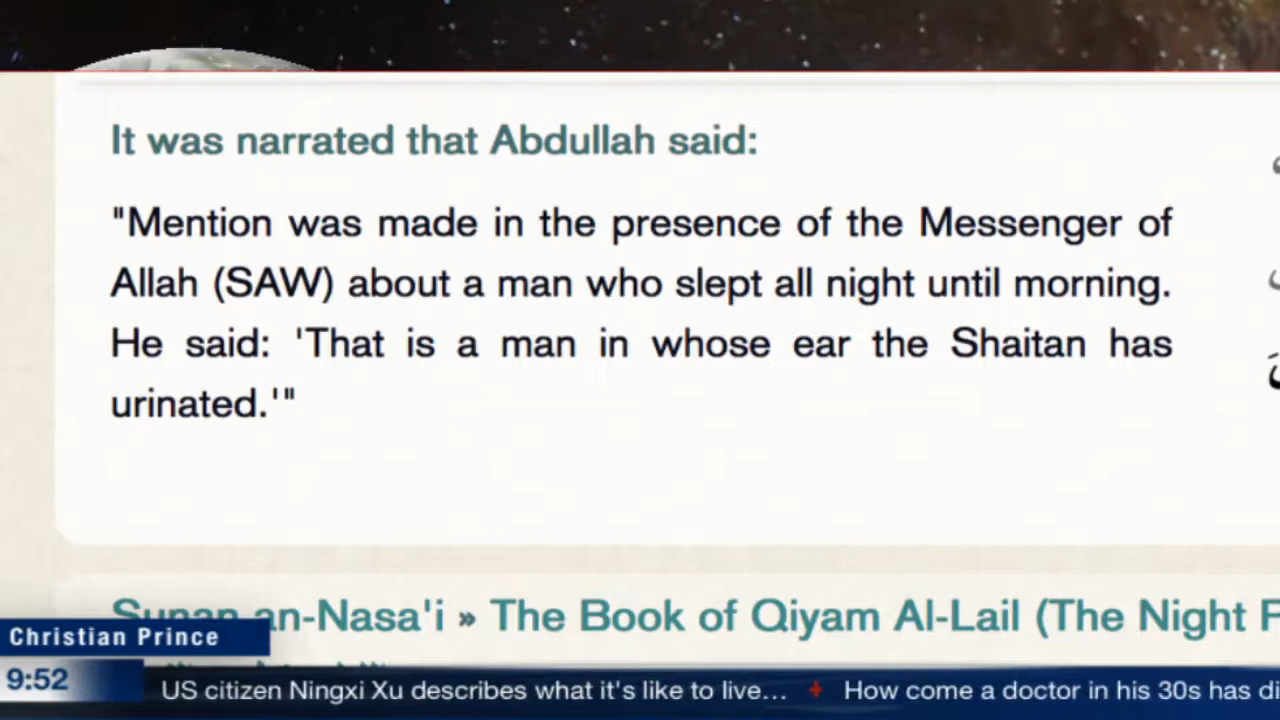 It was narrated that Abdullah said:
"Mention was made in the presence of the Messenger of
Allah (SAW) about a man who slept all night until morning.
He said: 'That is a man in whose ear the Shaitan has
urinated.'"
Sunan an-Nasa'i » The Book of Qiyam Al-Lail (The Night
Christian Prince
9:52
US citizen Ningxi Xu describes what it's like to live... How come a doctor in his 30s has